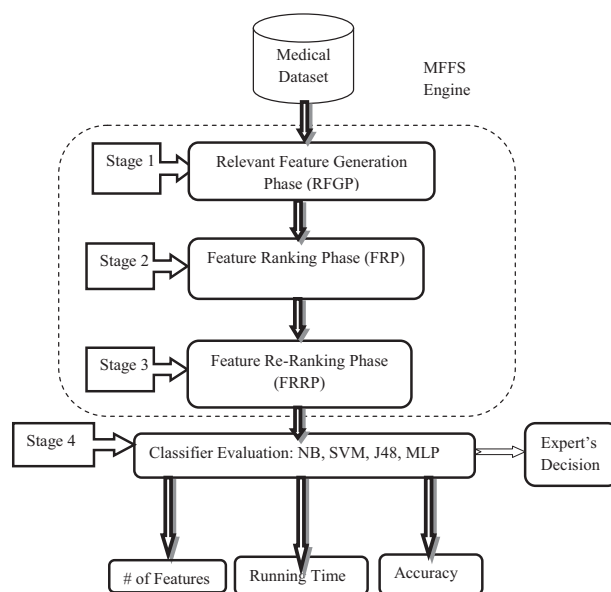 Medical
Dataset
MFFS
Engine
Stage 1
Relevant Feature Generation
Phase (RFGP)
Stage 2
Feature Ranking Phase (FRP)
Stage 3
Feature Re-Ranking Phase
(FRRP)
Stage 4
Classifier Evaluation: NB, SVM, J48, MLP
Expert's
Decision
# of Features
Running Time
Accuracy